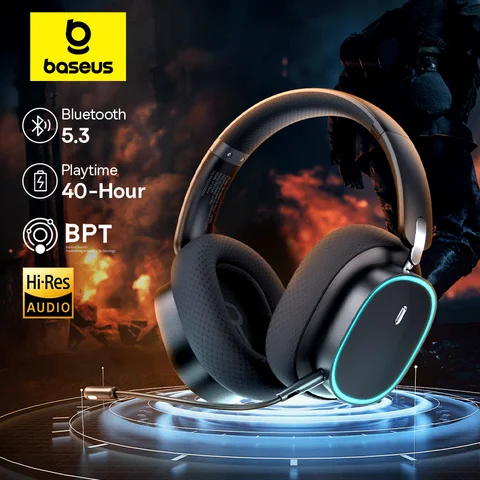 baseus
Bluetooth
5.3
Playtime
40-Hour
BPT
Hi-Res
AUDIO